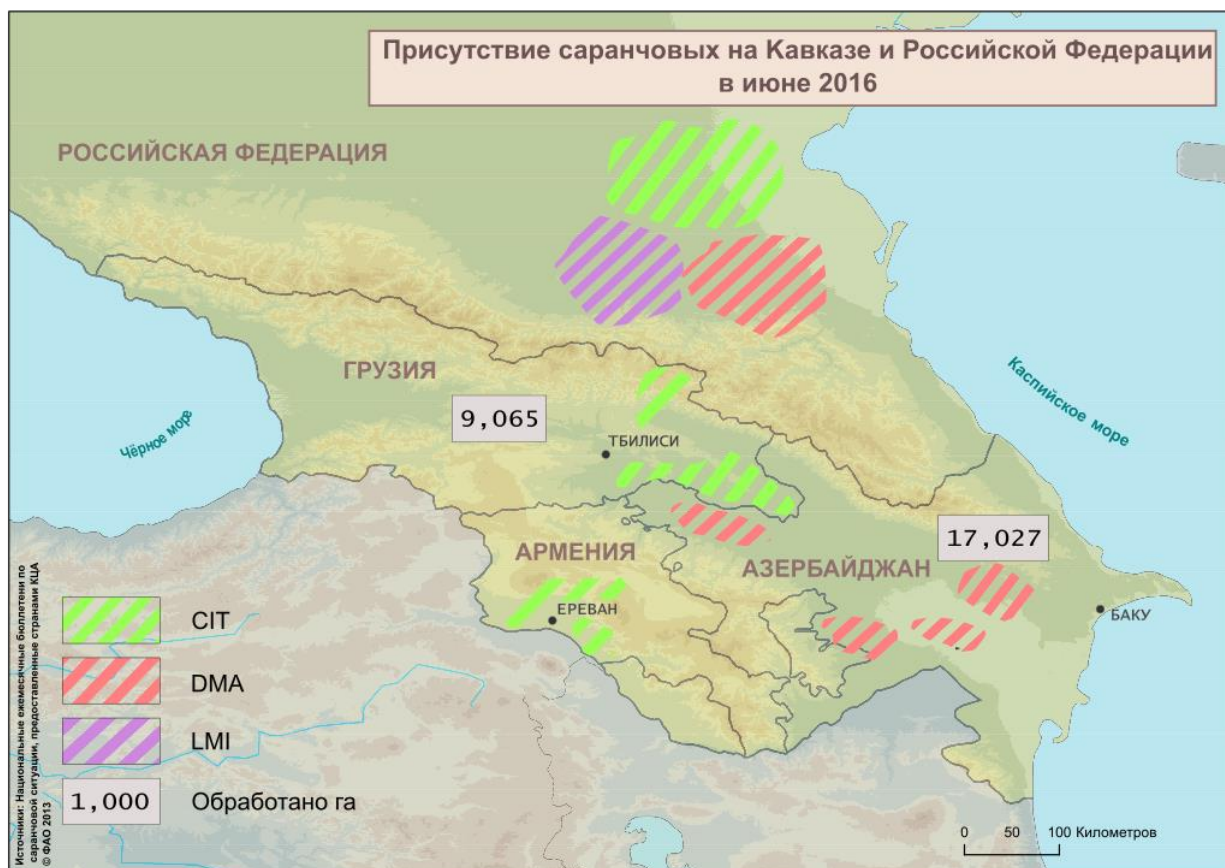 Присутствие саранчовых на Кавказе и Российской Федерации
в июне 2016
РОССИЙСКАЯ ФЕДЕРАЦИЯ
ГРУЗИЯ
9,065
ТБИЛИСИ
Чёрное море
Каспийское море
АРМЕНИЯ
ЕРЕВАН
АЗЕРБАЙДЖАН
17,027
БАКУ
CIT
DMA
LMI
1,000 Обработано га
Источники: Национальные ежемесячные бюллетени по
саранчовой ситуации, предоставленные странами КЦА
© ФАО 2013
0 50 100 Километров